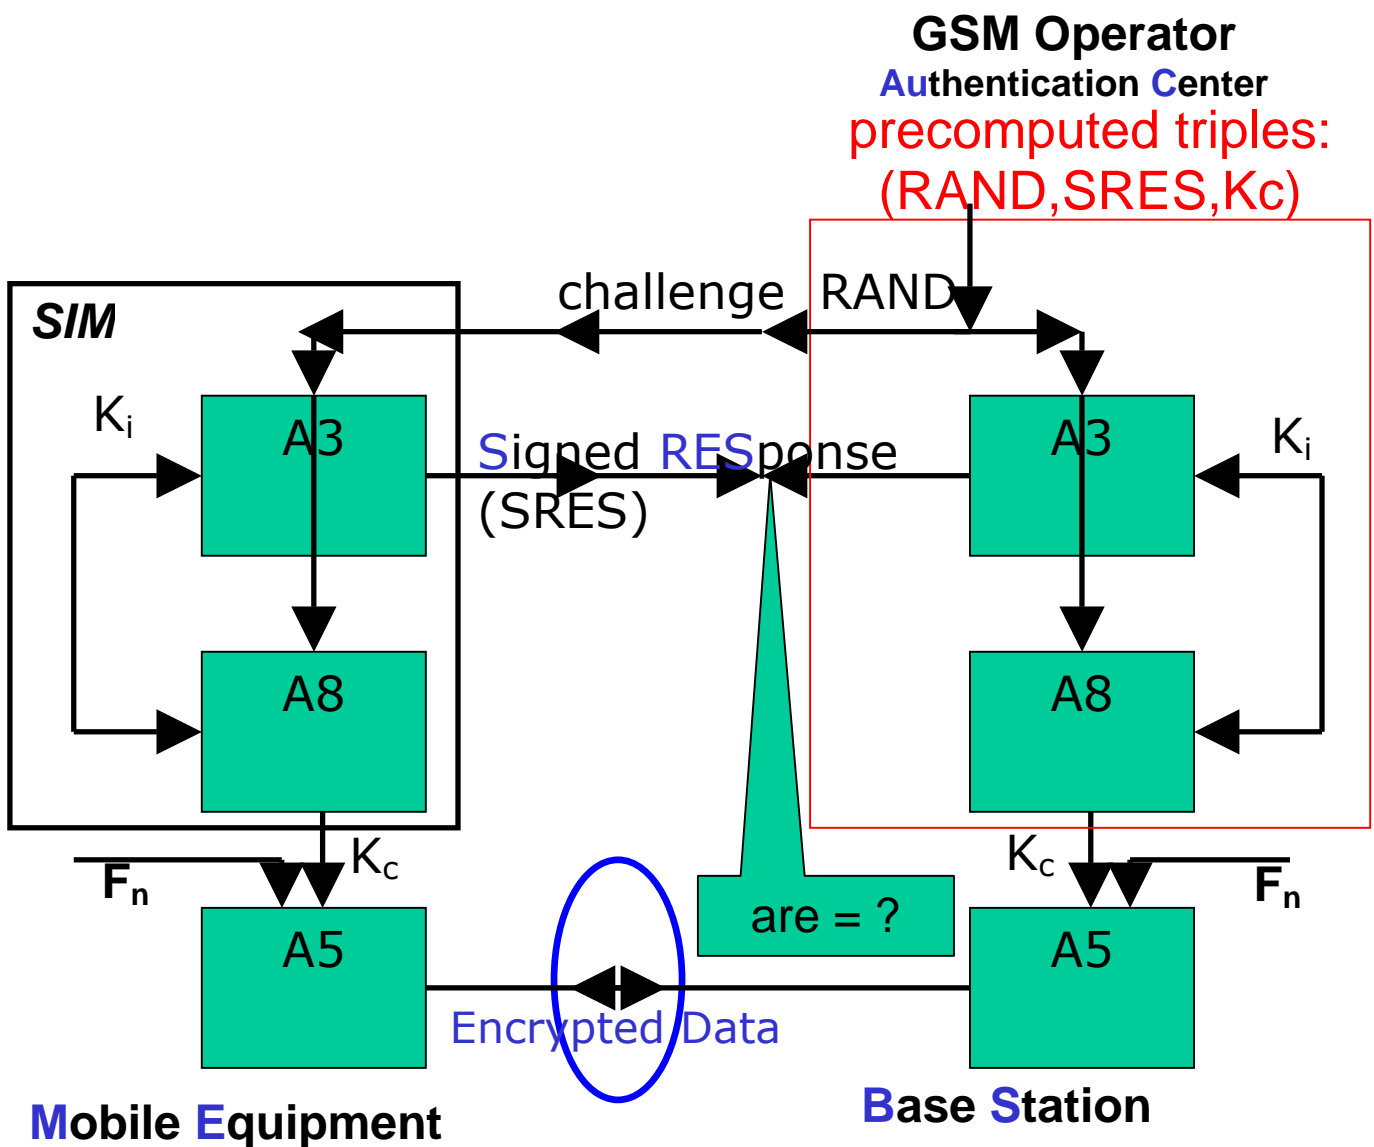 GSM Operator
Authentication Center
precomputed triples:
(RAND,SRES,Kc)
challenge RAND
SIM
Ki
A3
Signed RESponse
(SRES)
A3
Ki
A8
A8
Kc
Fn
Kc
Fn
are = ?
A5
A5
Encrypted Data
Mobile Equipment
Base Station